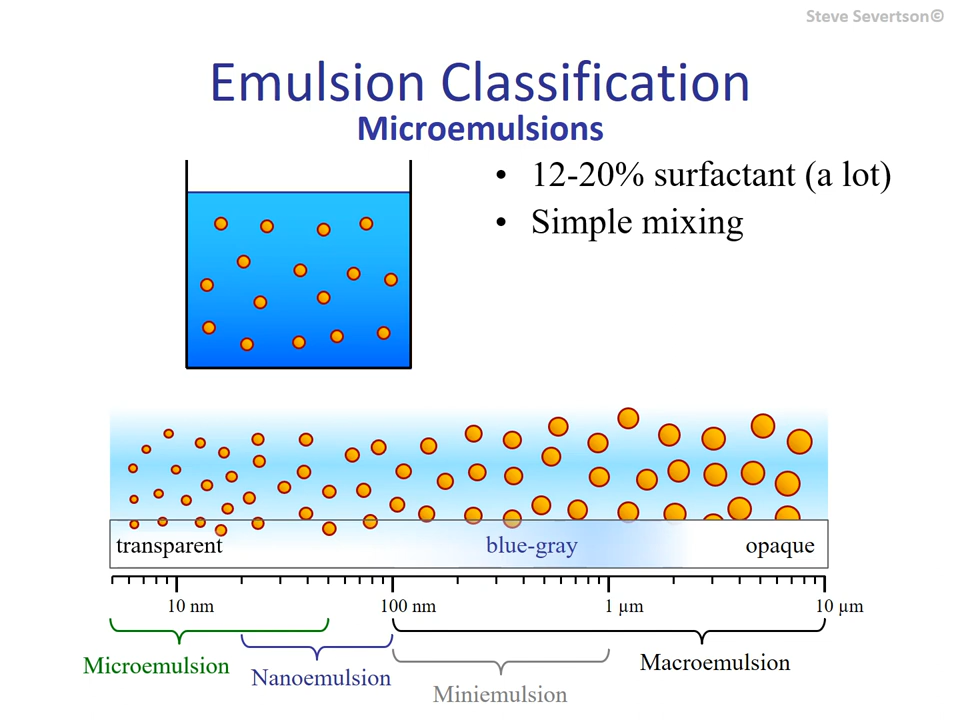 Steve Severtson©
Emulsion Classification
Microemulsions
• 12-20% surfactant (a lot)
• Simple mixing
transparent blue-gray opaque
10 nm 100 nm 1 μm 10 μm
Microemulsion
Nanoemulsion
Miniemulsion
Macroemulsion